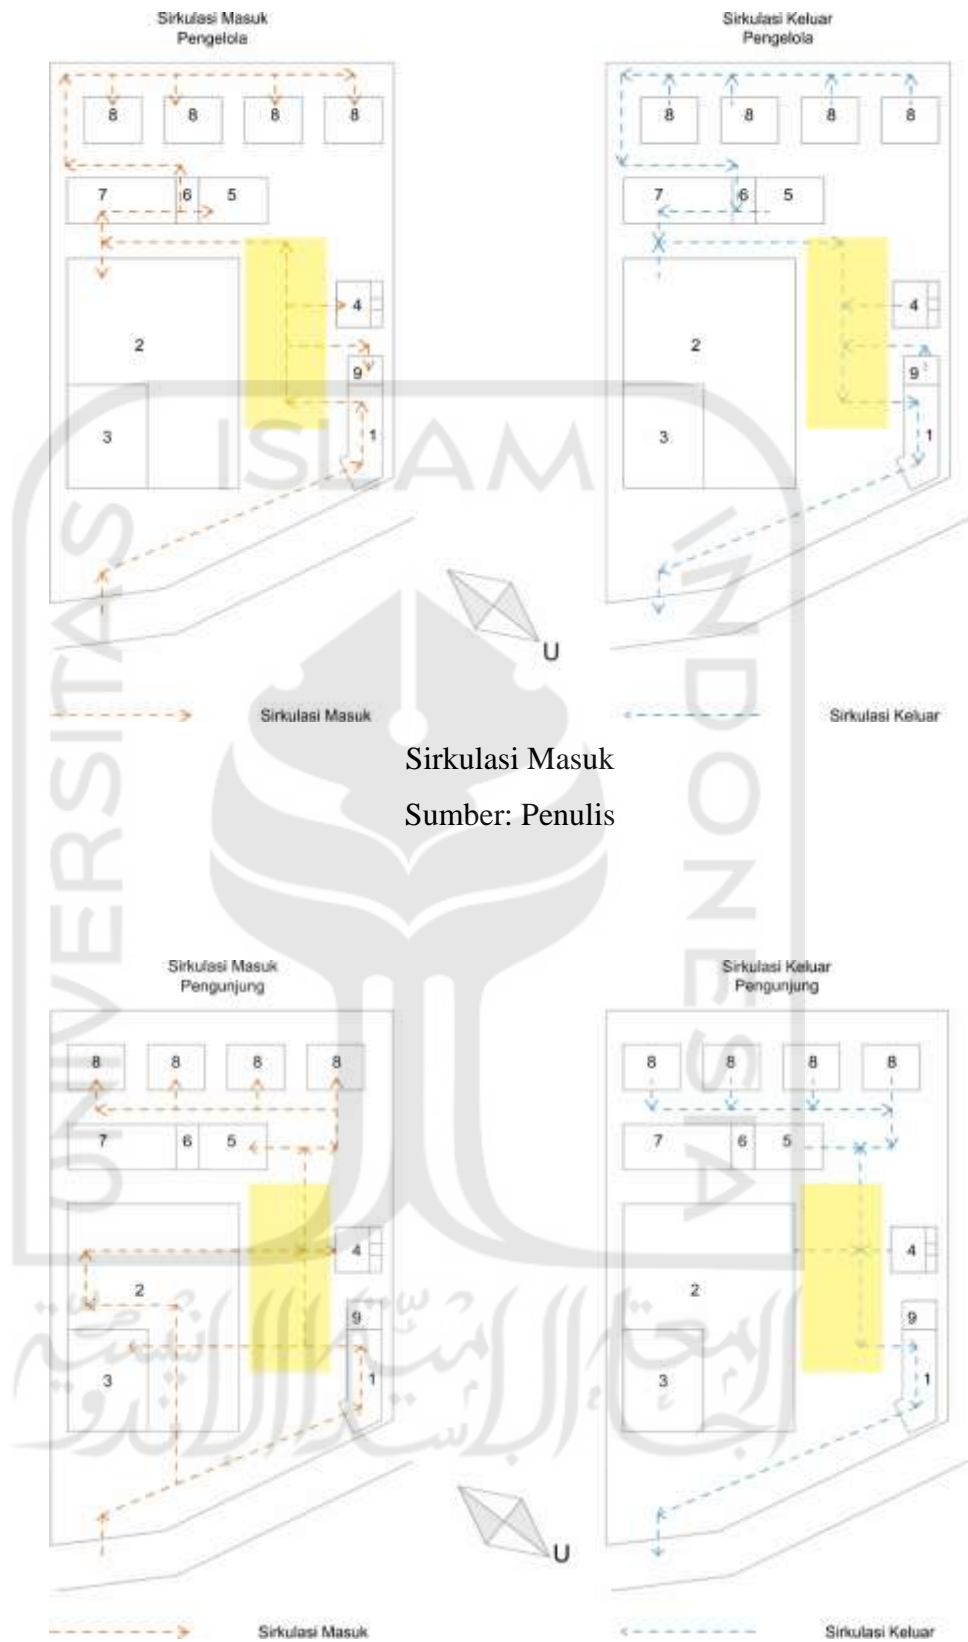 Sirkulasi Masuk
Pengelola
Sirkulasi Keluar
Pengelola
8 8 8 8
7 6 5
4
2
9
3
1
8 8 8 8
7 6 5
4
2
9
3
1
U
Sirkulasi Masuk
Sirkulasi Keluar
Sirkulasi Masuk
Sumber: Penulis
Sirkulasi Masuk
Pengunjung
Sirkulasi Keluar
Pengunjung
8 8 8 8
7 6 5
4
2
9
3
1
8 8 8 8
7 6 5
4
2
9
3
1
U
Sirkulasi Masuk
Sirkulasi Keluar
UNIVERSITAS
ISLAM
INDONESIA